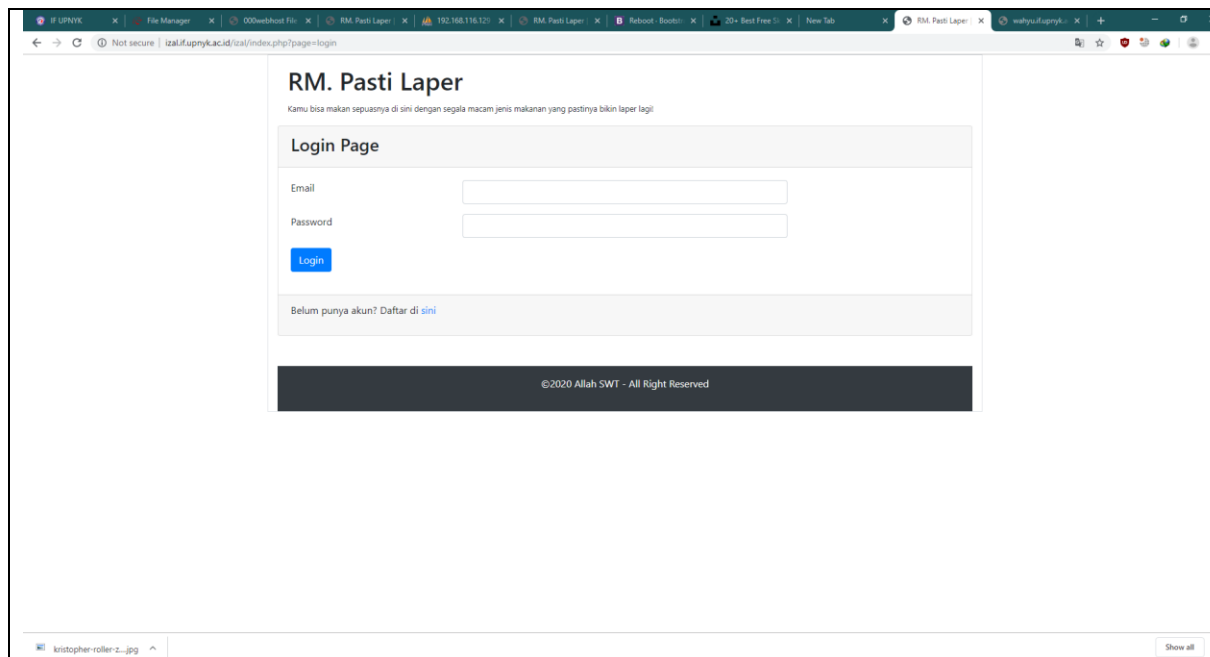 IF UPNYK
File Manager
000webhost File
RM. Pasti Laper |
192.168.116.129
RM. Pasti Laper |
Reboot - Bootst
20+ Best Free Si
New Tab
RM. Pasti Laper |
wahyu.if.upnyk.a
Not secure | izal.if.upnyk.ac.id/izal/index.php?page=login
RM. Pasti Laper
Kamu bisa makan sepuasnya di sini dengan segala macam jenis makanan yang pastinya bikin laper lagi!
Login Page
Email
Password
Login
Belum punya akun? Daftar di sini
©2020 Allah SWT - All Right Reserved
kristopher-roller-z....jpg
Show all